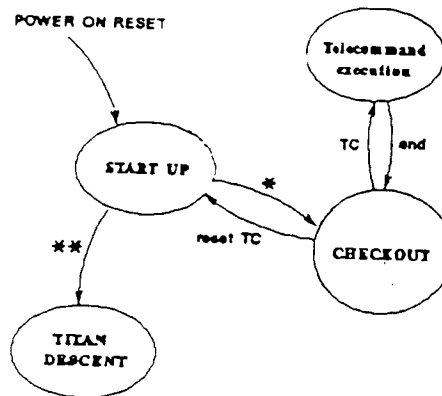 POWER ON RESET
Telecommand
execution
TC
end
START UP
*
reset TC
CHECKOUT
**
TITAN
DESCENT